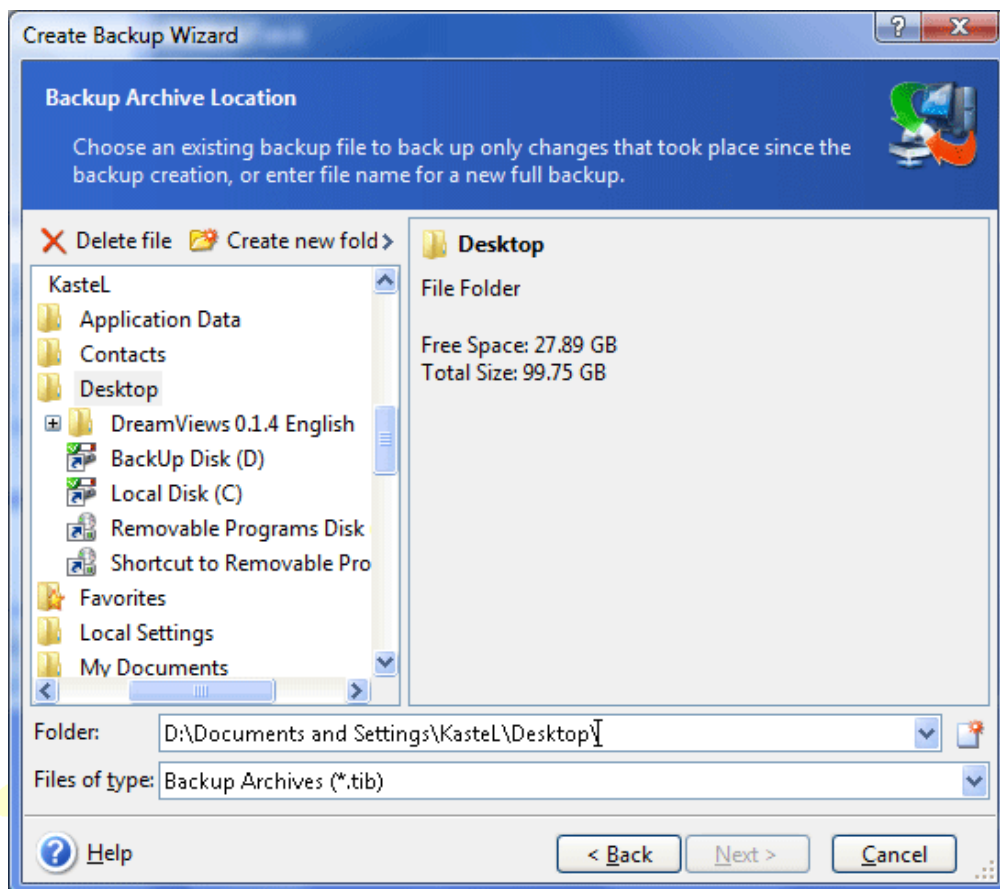 Create Backup Wizard
Backup Archive Location
Choose an existing backup file to back up only changes that took place since the
backup creation, or enter file name for a new full backup.
Delete file Create new fold
Desktop
File Folder
Free Space: 27.89 GB
Total Size: 99.75 GB
KasteL
Application Data
Contacts
Desktop
DreamViews 0.1.4 English
BackUp Disk (D)
Local Disk (C)
Removable Programs Disk
Shortcut to Removable Pro
Favorites
Local Settings
My Documents
Folder: D:\Documents and Settings\KasteL\Desktop\
Files of type: Backup Archives (*.tib)
Help < Back Next > Cancel